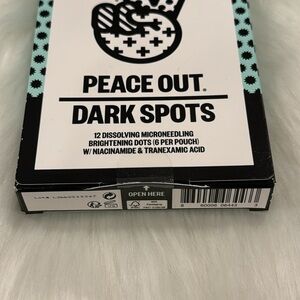 PEACE OUT.
DARK SPOTS
12 DISSOLVING MICRONEEDLING
BRIGHTENING DOTS (6 PER POUCH)
W/ NIACINAMIDE & TRANEXAMIC ACID
OPEN HERE